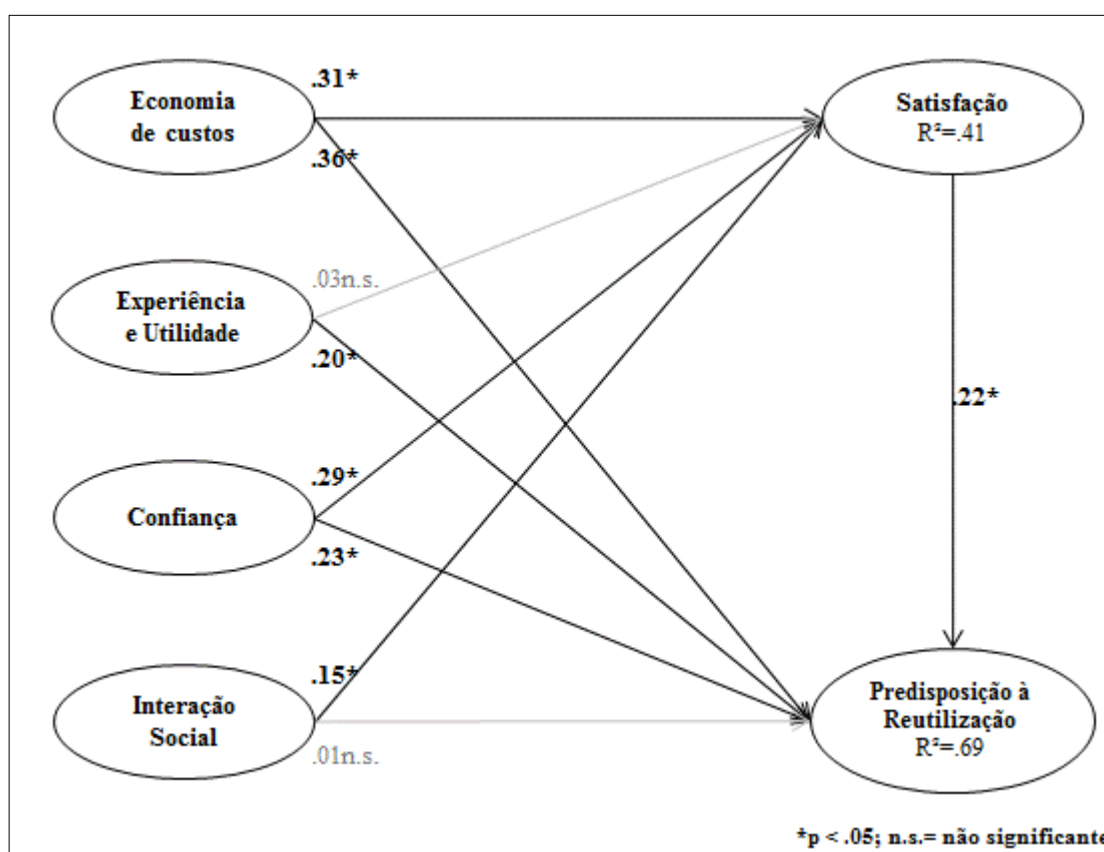 .31*
Economia
de custos
.36*
Satisfação
R²=.41
.03n.s.
Experiência
e Utilidade
.20*
.22*
.29*
Confiança
.23*
.15*
Interação
Social
.01n.s.
Predisposição à
Reutilização
R²=.69
*p < .05; n.s.= não significante